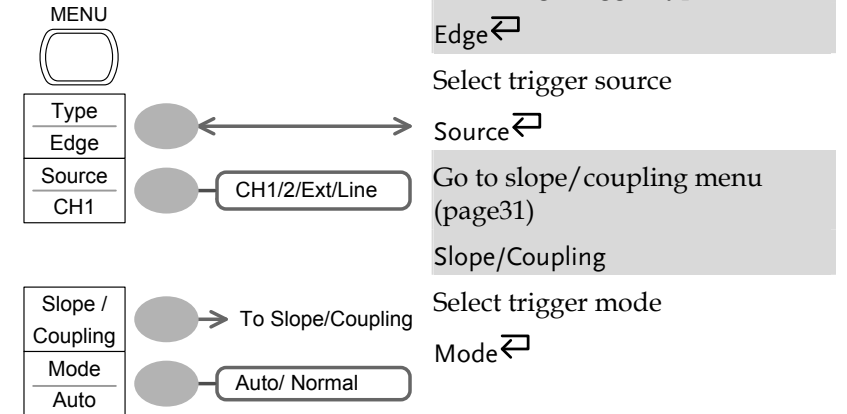 MENU
Type
Edge
Source
CH1
CH1/2/Ext/Line
Slope /
Coupling
To Slope/Coupling
Mode
Auto
Auto/ Normal
Edge
Select trigger source
Source
Go to slope/coupling menu
(page31)
Slope/Coupling
Select trigger mode
Mode